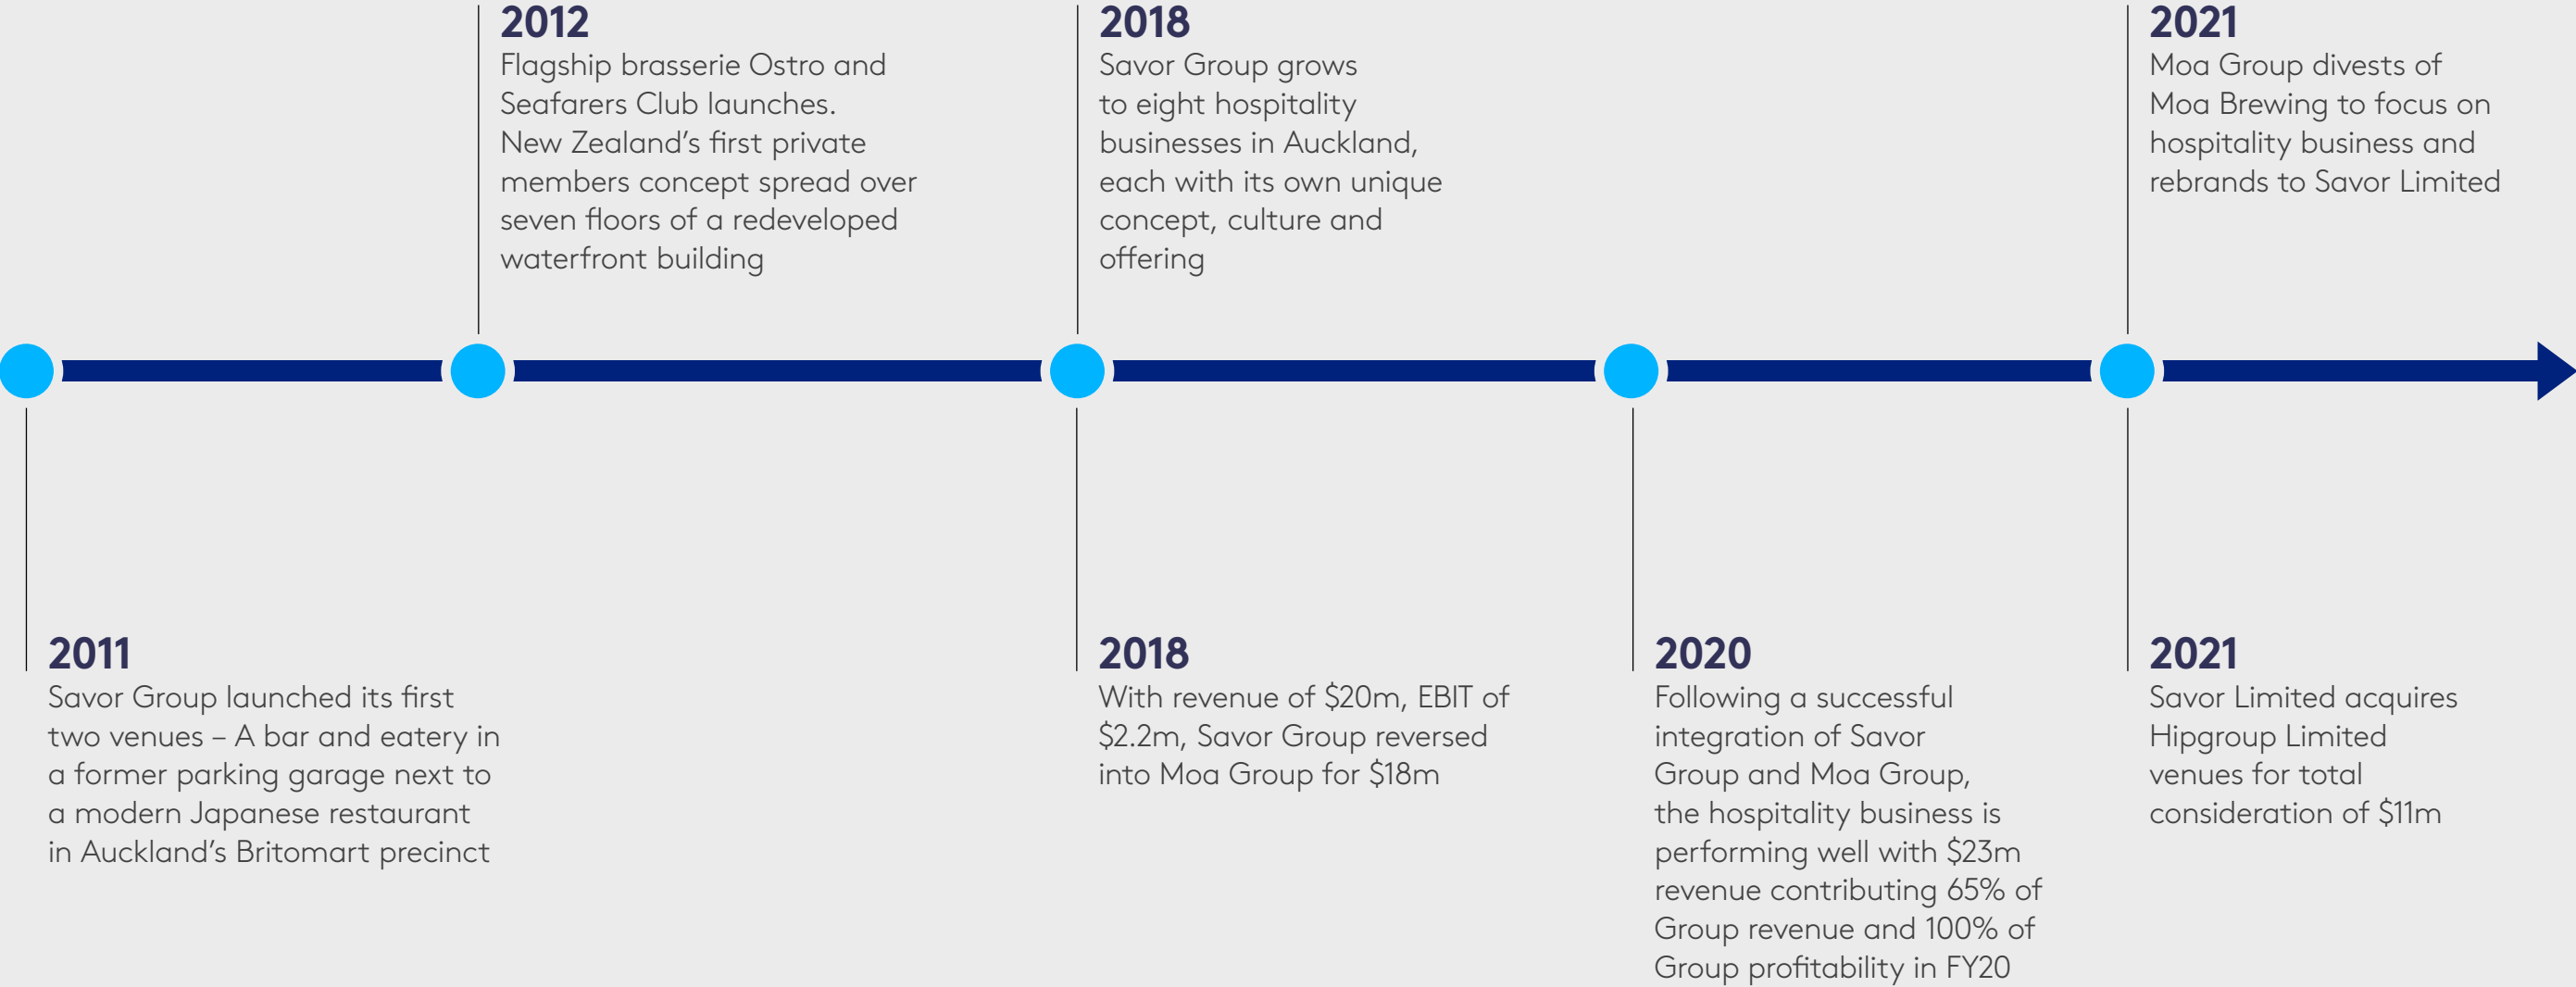 2012
Flagship brasserie Ostro and
Seafarers Club launches.
New Zealand’s first private
members concept spread over
seven floors of a redeveloped
waterfront building
2018
Savor Group grows
to eight hospitality
businesses in Auckland,
each with its own unique
concept, culture and
offering
2021
Moa Group divests of
Moa Brewing to focus on
hospitality business and
rebrands to Savor Limited
2011
Savor Group launched its first
two venues – A bar and eatery in
a former parking garage next to
a modern Japanese restaurant
in Auckland’s Britomart precinct
2018
With revenue of $20m, EBIT of
$2.2m, Savor Group reversed
into Moa Group for $18m
2020
Following a successful
integration of Savor
Group and Moa Group,
the hospitality business is
performing well with $23m
revenue contributing 65% of
Group revenue and 100% of
Group profitability in FY20
2021
Savor Limited acquires
Hipgroup Limited
venues for total
consideration of $11m